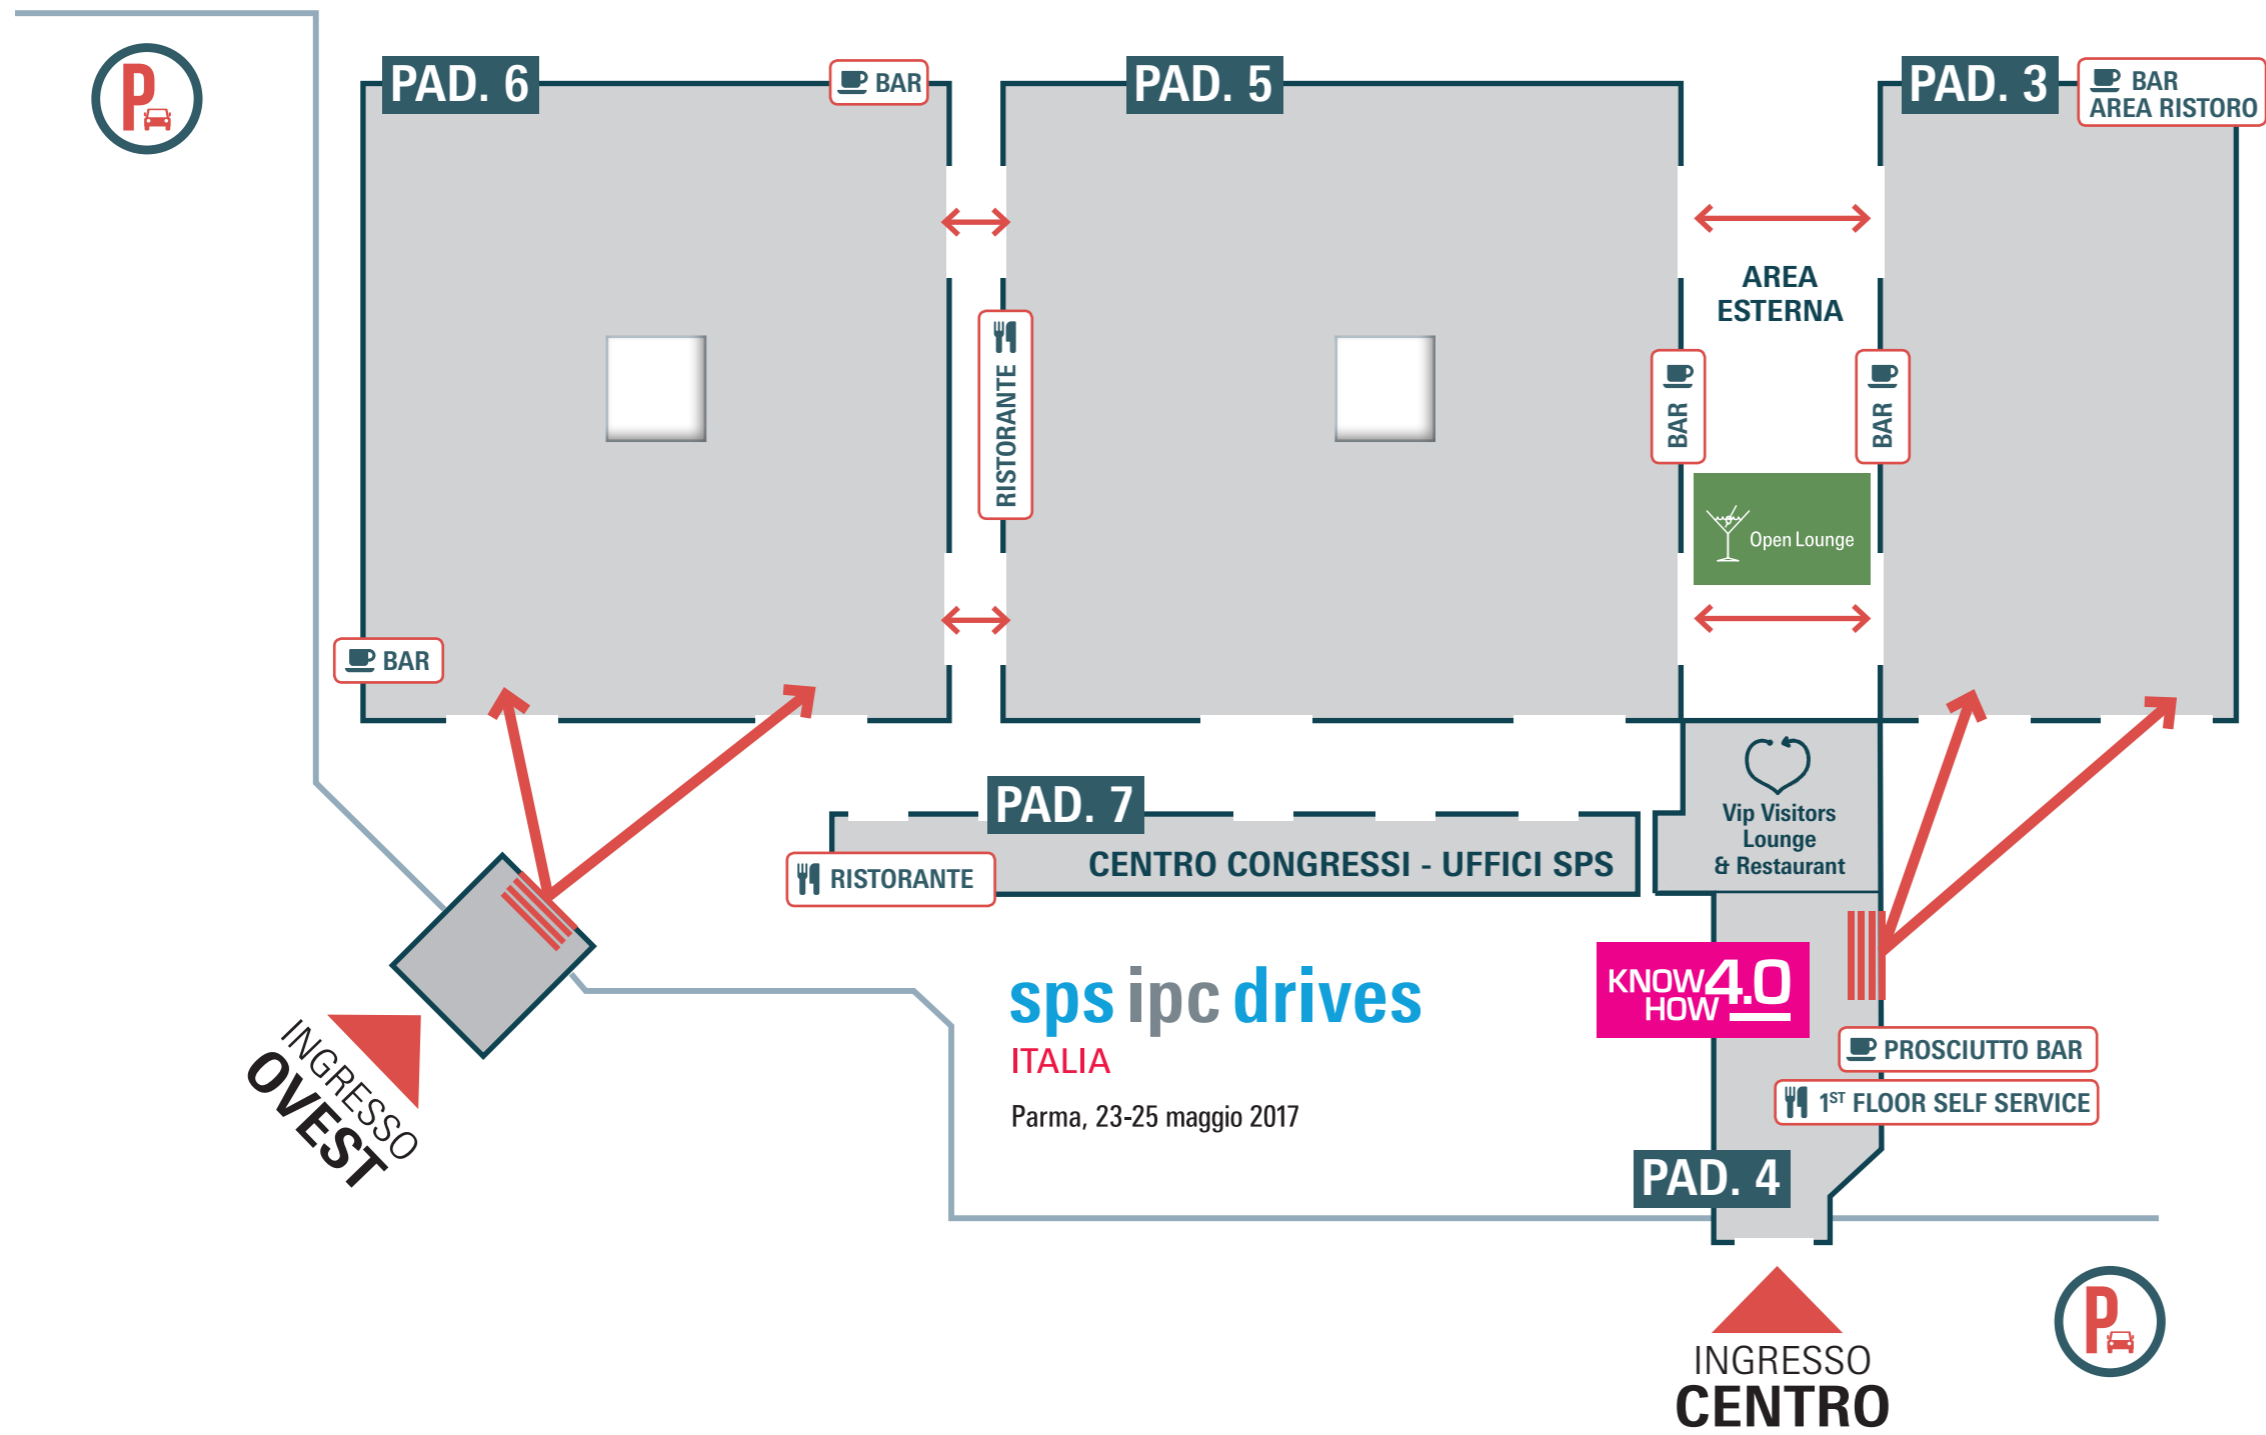 P
PAD. 6
BAR
PAD. 5
PAD. 3
BAR
AREA RISTORO
AREA
ESTERNA
RISTORANTE
BAR
BAR
Open Lounge
BAR
Vip Visitors
Lounge
& Restaurant
PAD. 7
CENTRO CONGRESSI - UFFICI SPS
RISTORANTE
KNOW
HOW
4.0
sps ipc drives
ITALIA
Parma, 23-25 maggio 2017
PROSCIUTTO BAR
1ST FLOOR SELF SERVICE
INGRESSO
OVEST
PAD. 4
P
INGRESSO
CENTRO